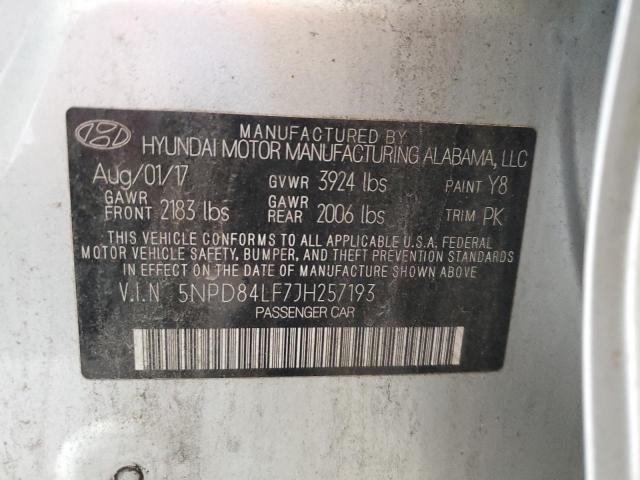 MANUFACTURED BY
HYUNDAI MOTOR MANUFACTURING ALABAMA, LLC
Aug/01/17 GVWR 3924 lbs PAINT Y8
GAWR FRONT 2183 lbs GAWR REAR 2006 lbs TRIM PK
THIS VEHICLE CONFORMS TO ALL APPLICABLE U.S.A. FEDERAL
MOTOR VEHICLE SAFETY, BUMPER, AND THEFT PREVENTION STANDARDS
IN EFFECT ON THE DATE OF MANUFACTURE SHOWN ABOVE
V.I.N 5NPD84LF7JH257193
PASSENGER CAR